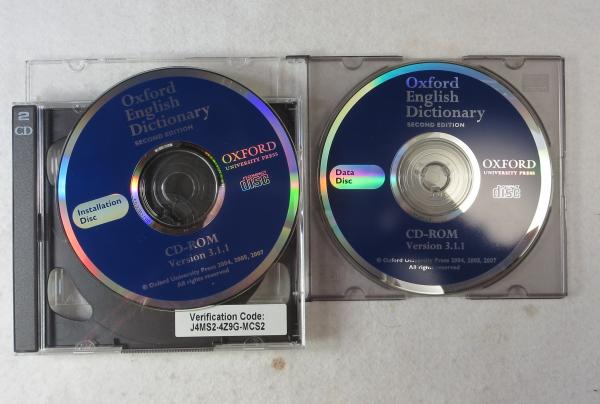 2
CD
Oxford
English
Dictionary
SECOND EDITION
OXFORD
UNIVERSITY PRESS
COMPACT
disc
Installation
Disc
CD-ROM
Version 3.1.1
© Oxford University Press 2004, 2005, 2007
All rights reserved
Verification Code:
J4MS2-4Z9G-MCS2
Oxford
English
Dictionary
SECOND EDITION
OXFORD
UNIVERSITY PRESS
COMPACT
disc
Data
Disc
CD-ROM
Version 3.1.1
© Oxford University Press 2004, 2005, 2007
All rights reserved